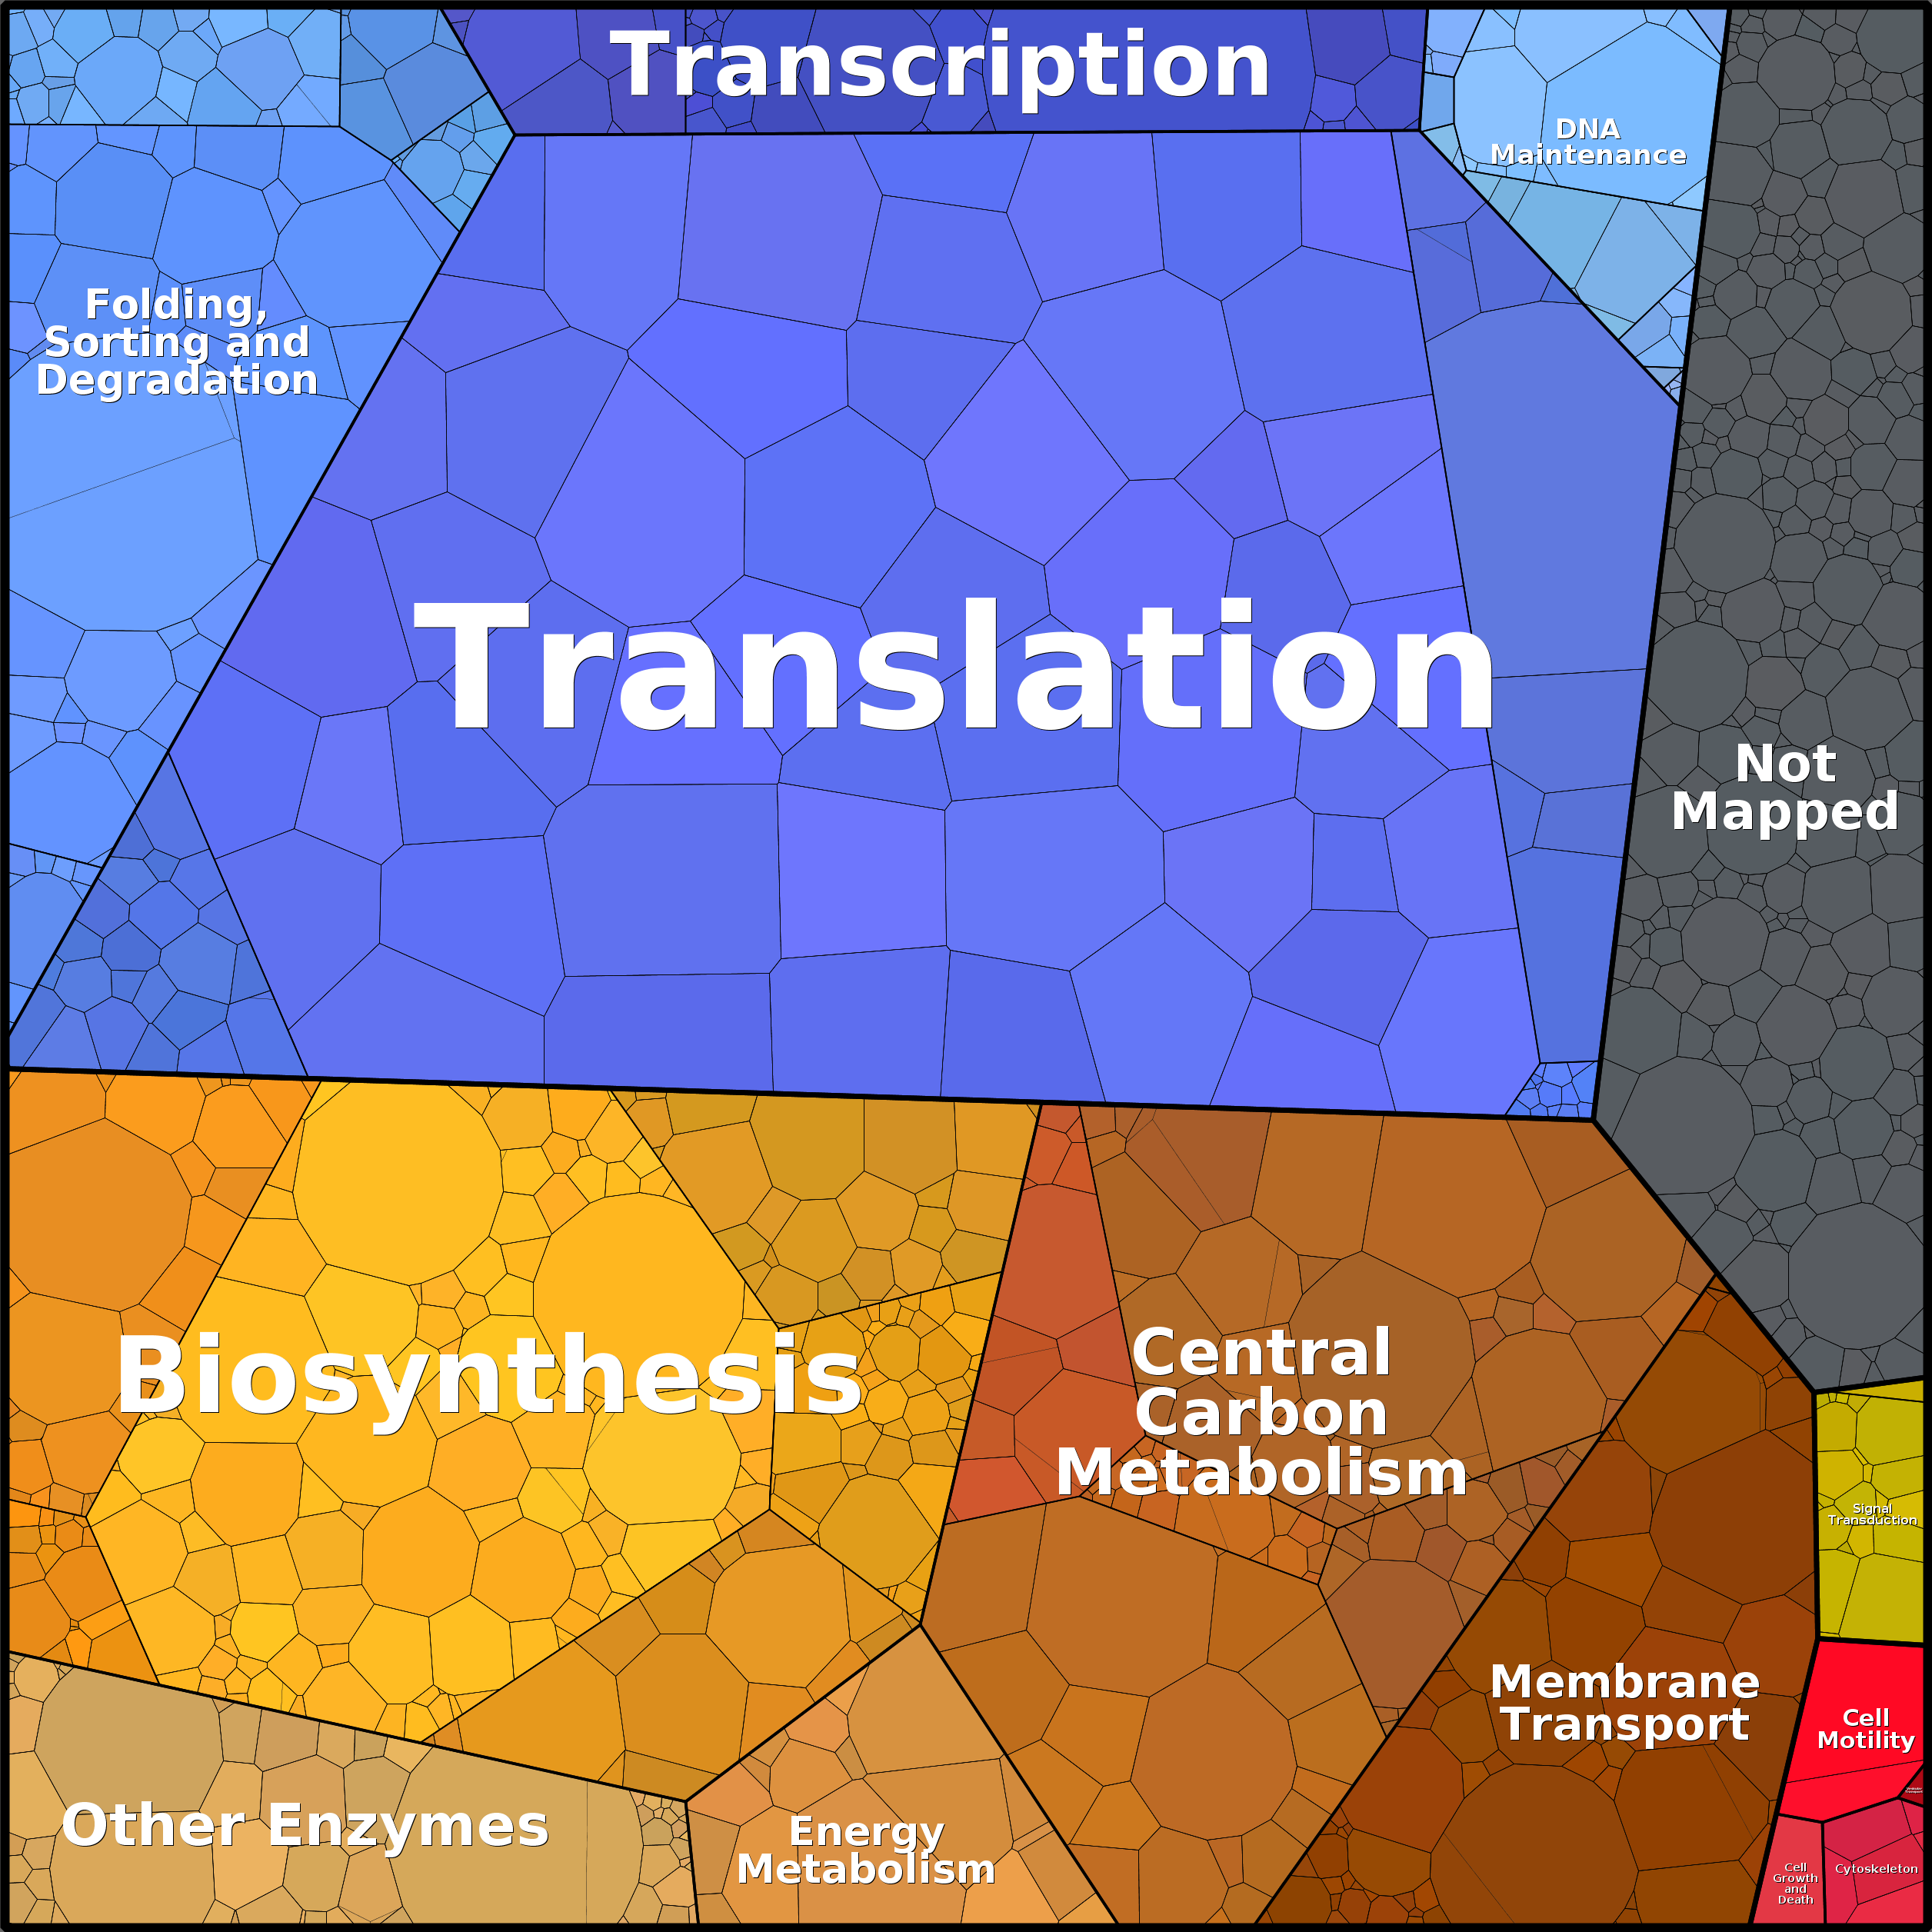 Transcription
DNA
Maintenance
Folding,
Sorting and
Degradation
Translation
Not
Mapped
Biosynthesis
Central
Carbon
Metabolism
Signal
Transduction
Membrane
Transport
Cell
Motility
Other Enzymes
Energy
Metabolism
Cell
Growth
and
Death
Cytoskeleton